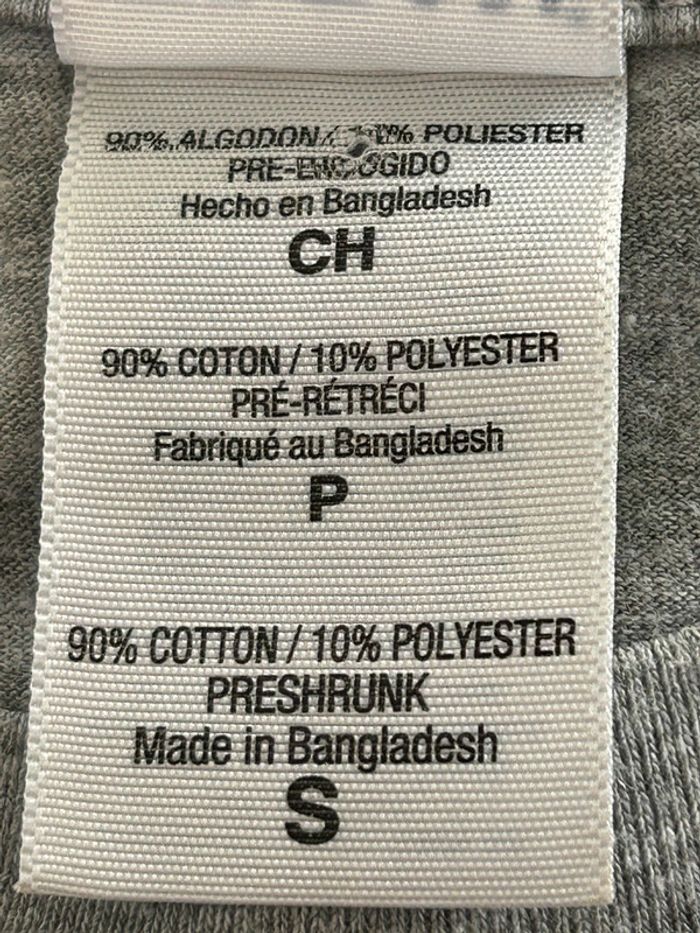 90% ALGODON / 10% POLIESTER
PRE-ENCOGIDO
Hecho en Bangladesh
CH
90% COTON / 10% POLYESTER
PRÉ-RÉTRÉCI
Fabriqué au Bangladesh
P
90% COTTON / 10% POLYESTER
PRESHRUNK
Made in Bangladesh
S